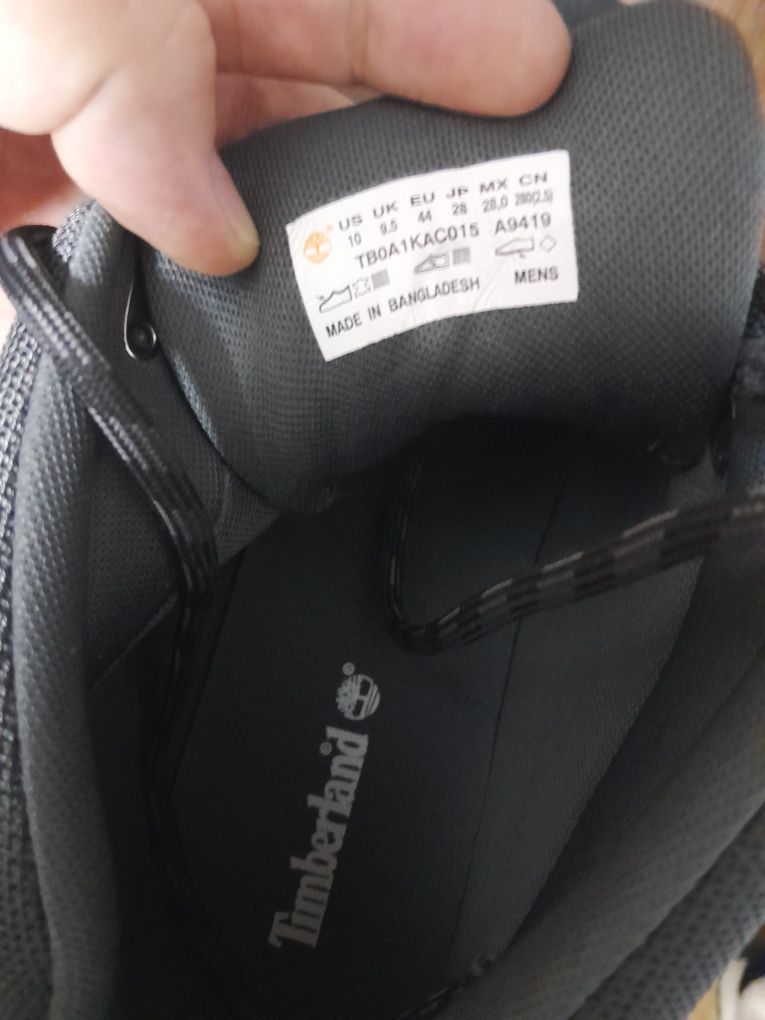 US UK EU JP MX CN
10 9.5 44 28 28,0 280(2.5)
TB0A1KAC015 A9419
MADE IN BANGLADESH MENS
Timberland